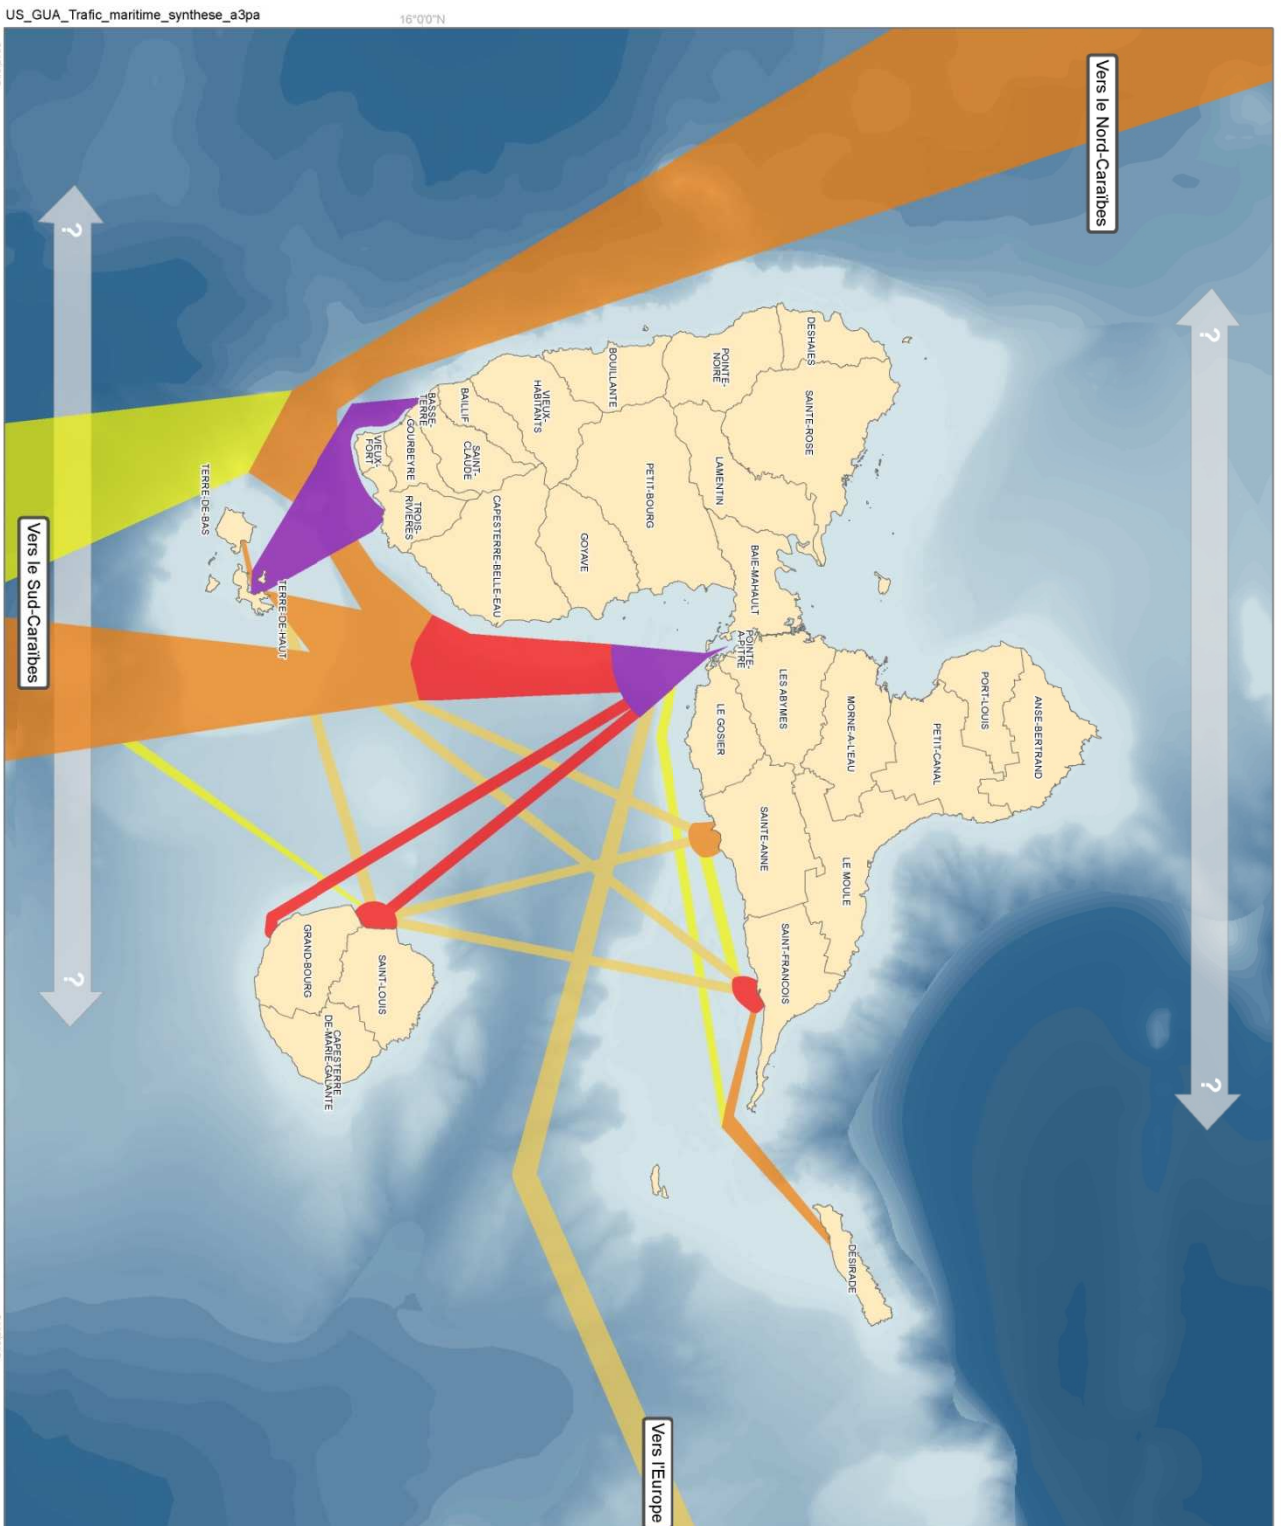 US_GUA_Trafic_maritime_synthese_a3pa
16°0'0"N
Vers le Nord-Caraïbes
?
?
ANSE-BERTRAND
PORT-LOUIS
PETIT-CANAL
MORNE-A-L'EAU
LE MOULE
LES ABYMES
POINTE-
A-PITRE
LE GOSIER
SAINTE-ANNE
SAINT-FRANCOIS
DÉSIRADE
DESHAIES
SAINTE-ROSE
POINTE-
NOIRE
LAMENTIN
BAIE-MAHAULT
BOUILLANTE
PETIT-BOURG
VIEUX-
HABITANTS
GOYAVE
BAILLIF
SAINT-
CLAUDE
CAPESTERRE-BELLE-EAU
BASSE-
TERRE
GOURBEYRE
TROIS-
RIVIERES
VIEUX-
FORT
TERRE-DE-HAUT
TERRE-DE-BAS
SAINT-LOUIS
GRAND-BOURG
CAPESTERRE
DE-MARIE-GALANTE
?
?
Vers le Sud-Caraïbes
Vers l'Europe